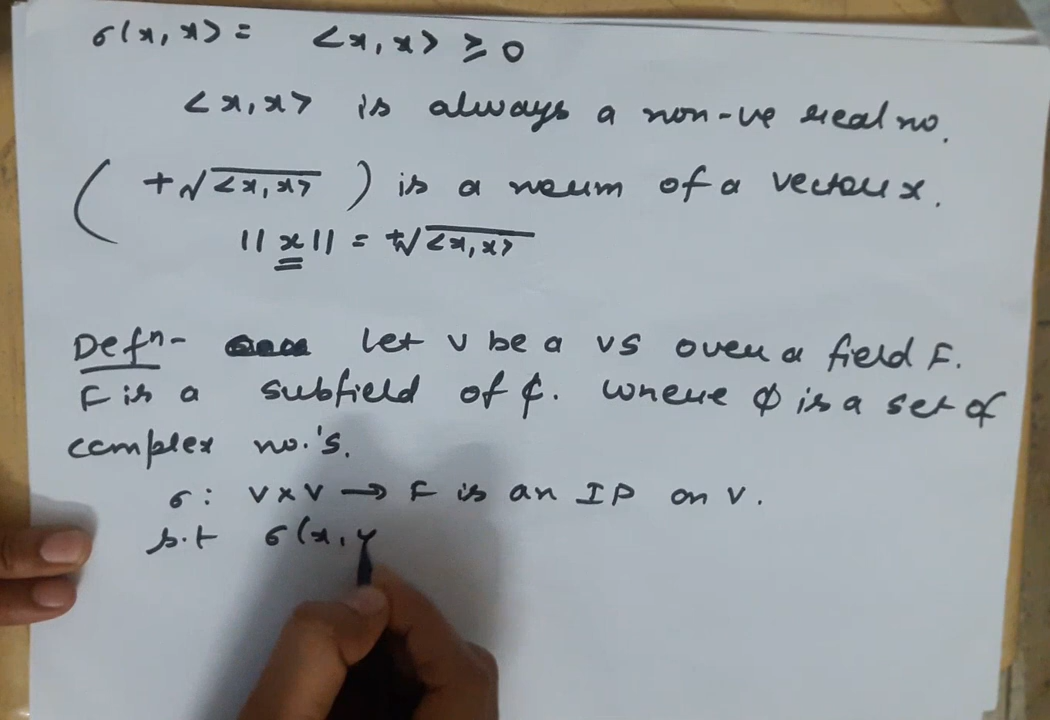 σ(x, x) = <x, x> ≥ 0
<x, x> is always a non-ve real no.
( +√<x, x> ) is a norm of a vector x.
||x|| = +√<x, x>
Defn- let V be a VS over a field F.
F is a subfield of ₵. Where ₵ is a set of
complex no.'s.
σ: V×V → F is an IP on V.
s.t σ(x, y